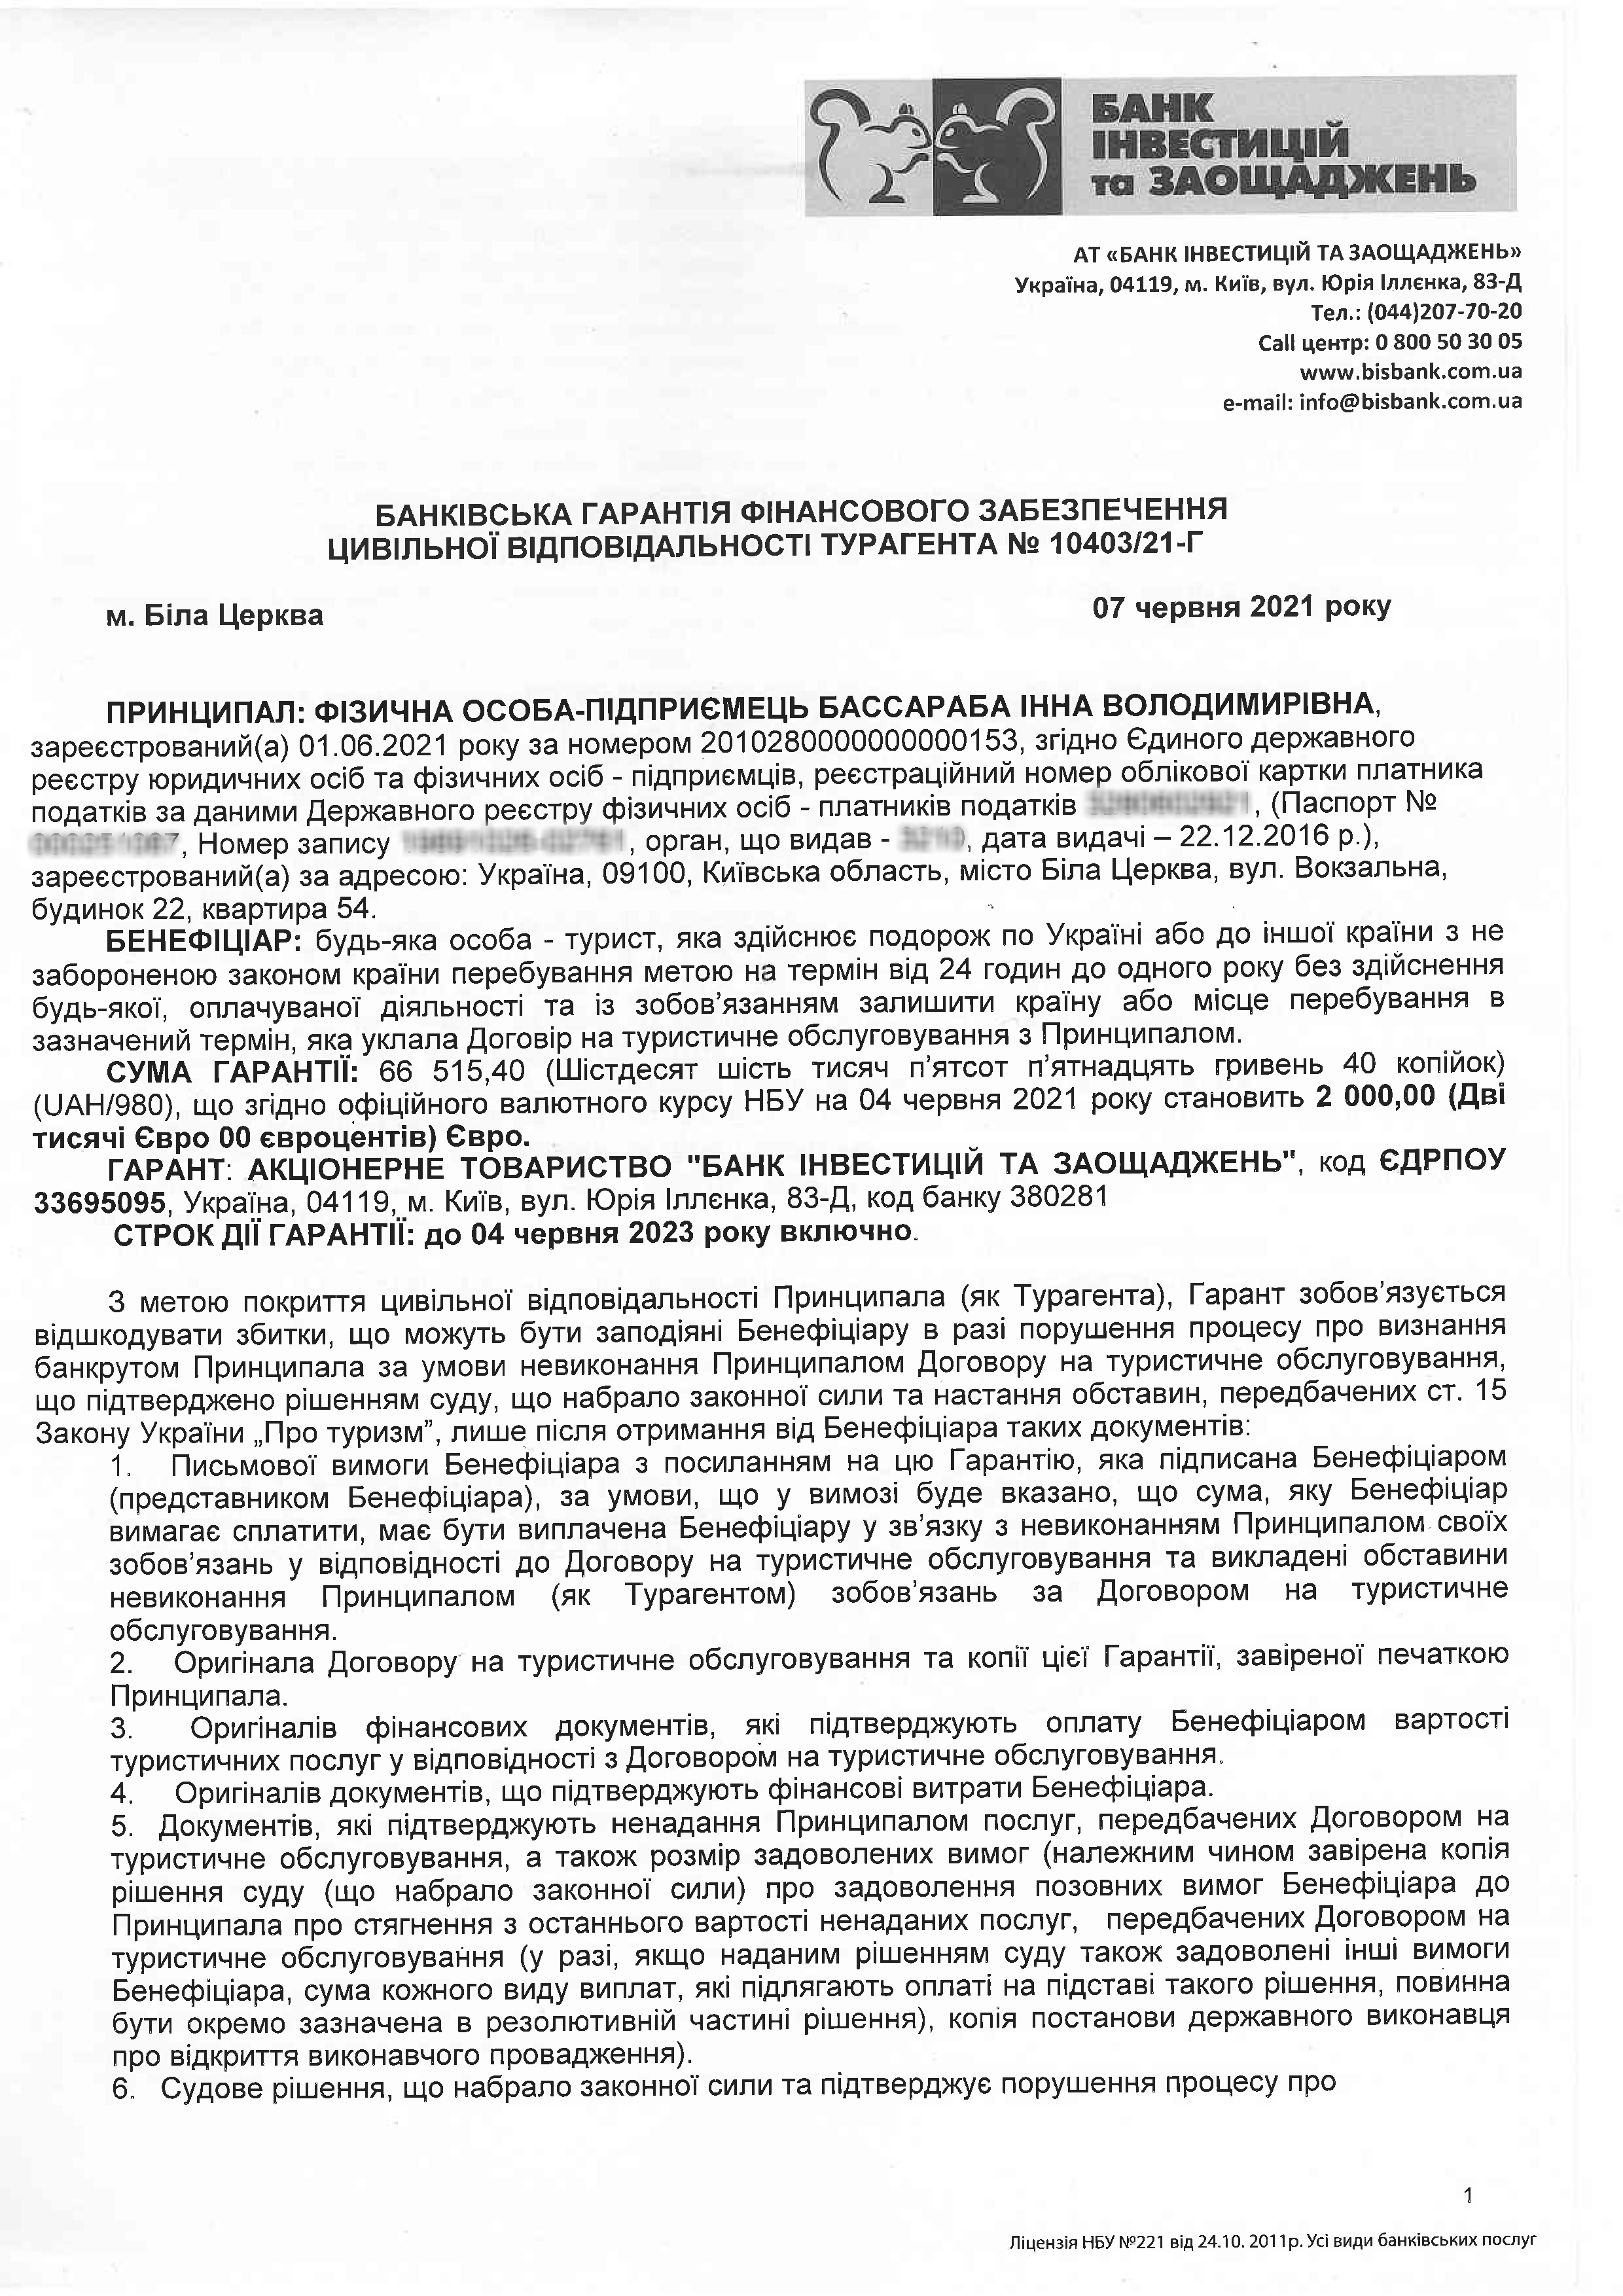 БАНК
ІНВЕСТИЦІЙ
та ЗАОЩАДЖЕНЬ
АТ «БАНК ІНВЕСТИЦІЙ ТА ЗАОЩАДЖЕНЬ»
Україна, 04119, м. Київ, вул. Юрія Іллєнка, 83-Д
Тел.: (044)207-70-20
Call центр: 0 800 50 30 05
www.bisbank.com.ua
e-mail: info@bisbank.com.ua
БАНКІВСЬКА ГАРАНТІЯ ФІНАНСОВОГО ЗАБЕЗПЕЧЕННЯ
ЦИВІЛЬНОЇ ВІДПОВІДАЛЬНОСТІ ТУРАГЕНТА № 10403/21-Г
м. Біла Церква 07 червня 2021 року
ПРИНЦИПАЛ: ФІЗИЧНА ОСОБА-ПІДПРИЄМЕЦЬ БАССАРАБА ІННА ВОЛОДИМИРІВНА,
зареєстрований(а) 01.06.2021 року за номером 2010280000000000153, згідно Єдиного державного
реєстру юридичних осіб та фізичних осіб - підприємців, реєстраційний номер облікової картки платника
податків за даними Державного реєстру фізичних осіб - платників податків , (Паспорт №
, Номер запису , орган, що видав - , дата видачі – 22.12.2016 р.),
зареєстрований(а) за адресою: Україна, 09100, Київська область, місто Біла Церква, вул. Вокзальна,
будинок 22, квартира 54.
БЕНЕФІЦІАР: будь-яка особа - турист, яка здійснює подорож по Україні або до іншої країни з не
забороненою законом країни перебування метою на термін від 24 годин до одного року без здійснення
будь-якої, оплачуваної діяльності та із зобов’язанням залишити країну або місце перебування в
зазначений термін, яка уклала Договір на туристичне обслуговування з Принципалом.
СУМА ГАРАНТІЇ: 66 515,40 (Шістдесят шість тисяч п’ятсот п’ятнадцять гривень 40 копійок)
(UAH/980), що згідно офіційного валютного курсу НБУ на 04 червня 2021 року становить 2 000,00 (Дві
тисячі Євро 00 євроцентів) Євро.
ГАРАНТ: АКЦІОНЕРНЕ ТОВАРИСТВО "БАНК ІНВЕСТИЦІЙ ТА ЗАОЩАДЖЕНЬ", код ЄДРПОУ
33695095, Україна, 04119, м. Київ, вул. Юрія Іллєнка, 83-Д, код банку 380281
СТРОК ДІЇ ГАРАНТІЇ: до 04 червня 2023 року включно.
З метою покриття цивільної відповідальності Принципала (як Турагента), Гарант зобов’язується
відшкодувати збитки, що можуть бути заподіяні Бенефіціару в разі порушення процесу про визнання
банкрутом Принципала за умови невиконання Принципалом Договору на туристичне обслуговування,
що підтверджено рішенням суду, що набрало законної сили та настання обставин, передбачених ст. 15
Закону України „Про туризм”, лише після отримання від Бенефіціара таких документів:
1. Письмової вимоги Бенефіціара з посиланням на цю Гарантію, яка підписана Бенефіціаром
(представником Бенефіціара), за умови, що у вимозі буде вказано, що сума, яку Бенефіціар
вимагає сплатити, має бути виплачена Бенефіціару у зв’язку з невиконанням Принципалом своїх
зобов’язань у відповідності до Договору на туристичне обслуговування та викладені обставини
невиконання Принципалом (як Турагентом) зобов’язань за Договором на туристичне
обслуговування.
2. Оригінала Договору на туристичне обслуговування та копії цієї Гарантії, завіреної печаткою
Принципала.
3. Оригіналів фінансових документів, які підтверджують оплату Бенефіціаром вартості
туристичних послуг у відповідності з Договором на туристичне обслуговування.
4. Оригіналів документів, що підтверджують фінансові витрати Бенефіціара.
5. Документів, які підтверджують ненадання Принципалом послуг, передбачених Договором на
туристичне обслуговування, а також розмір задоволених вимог (належним чином завірена копія
рішення суду (що набрало законної сили) про задоволення позовних вимог Бенефіціара до
Принципала про стягнення з останнього вартості ненаданих послуг, передбачених Договором на
туристичне обслуговування (у разі, якщо наданим рішенням суду також задоволені інші вимоги
Бенефіціара, сума кожного виду виплат, які підлягають оплаті на підставі такого рішення, повинна
бути окремо зазначена в резолютивній частині рішення), копія постанови державного виконавця
про відкриття виконавчого провадження).
6. Судове рішення, що набрало законної сили та підтверджує порушення процесу про
1
Ліцензія НБУ №221 від 24.10. 2011р. Усі види банківських послуг